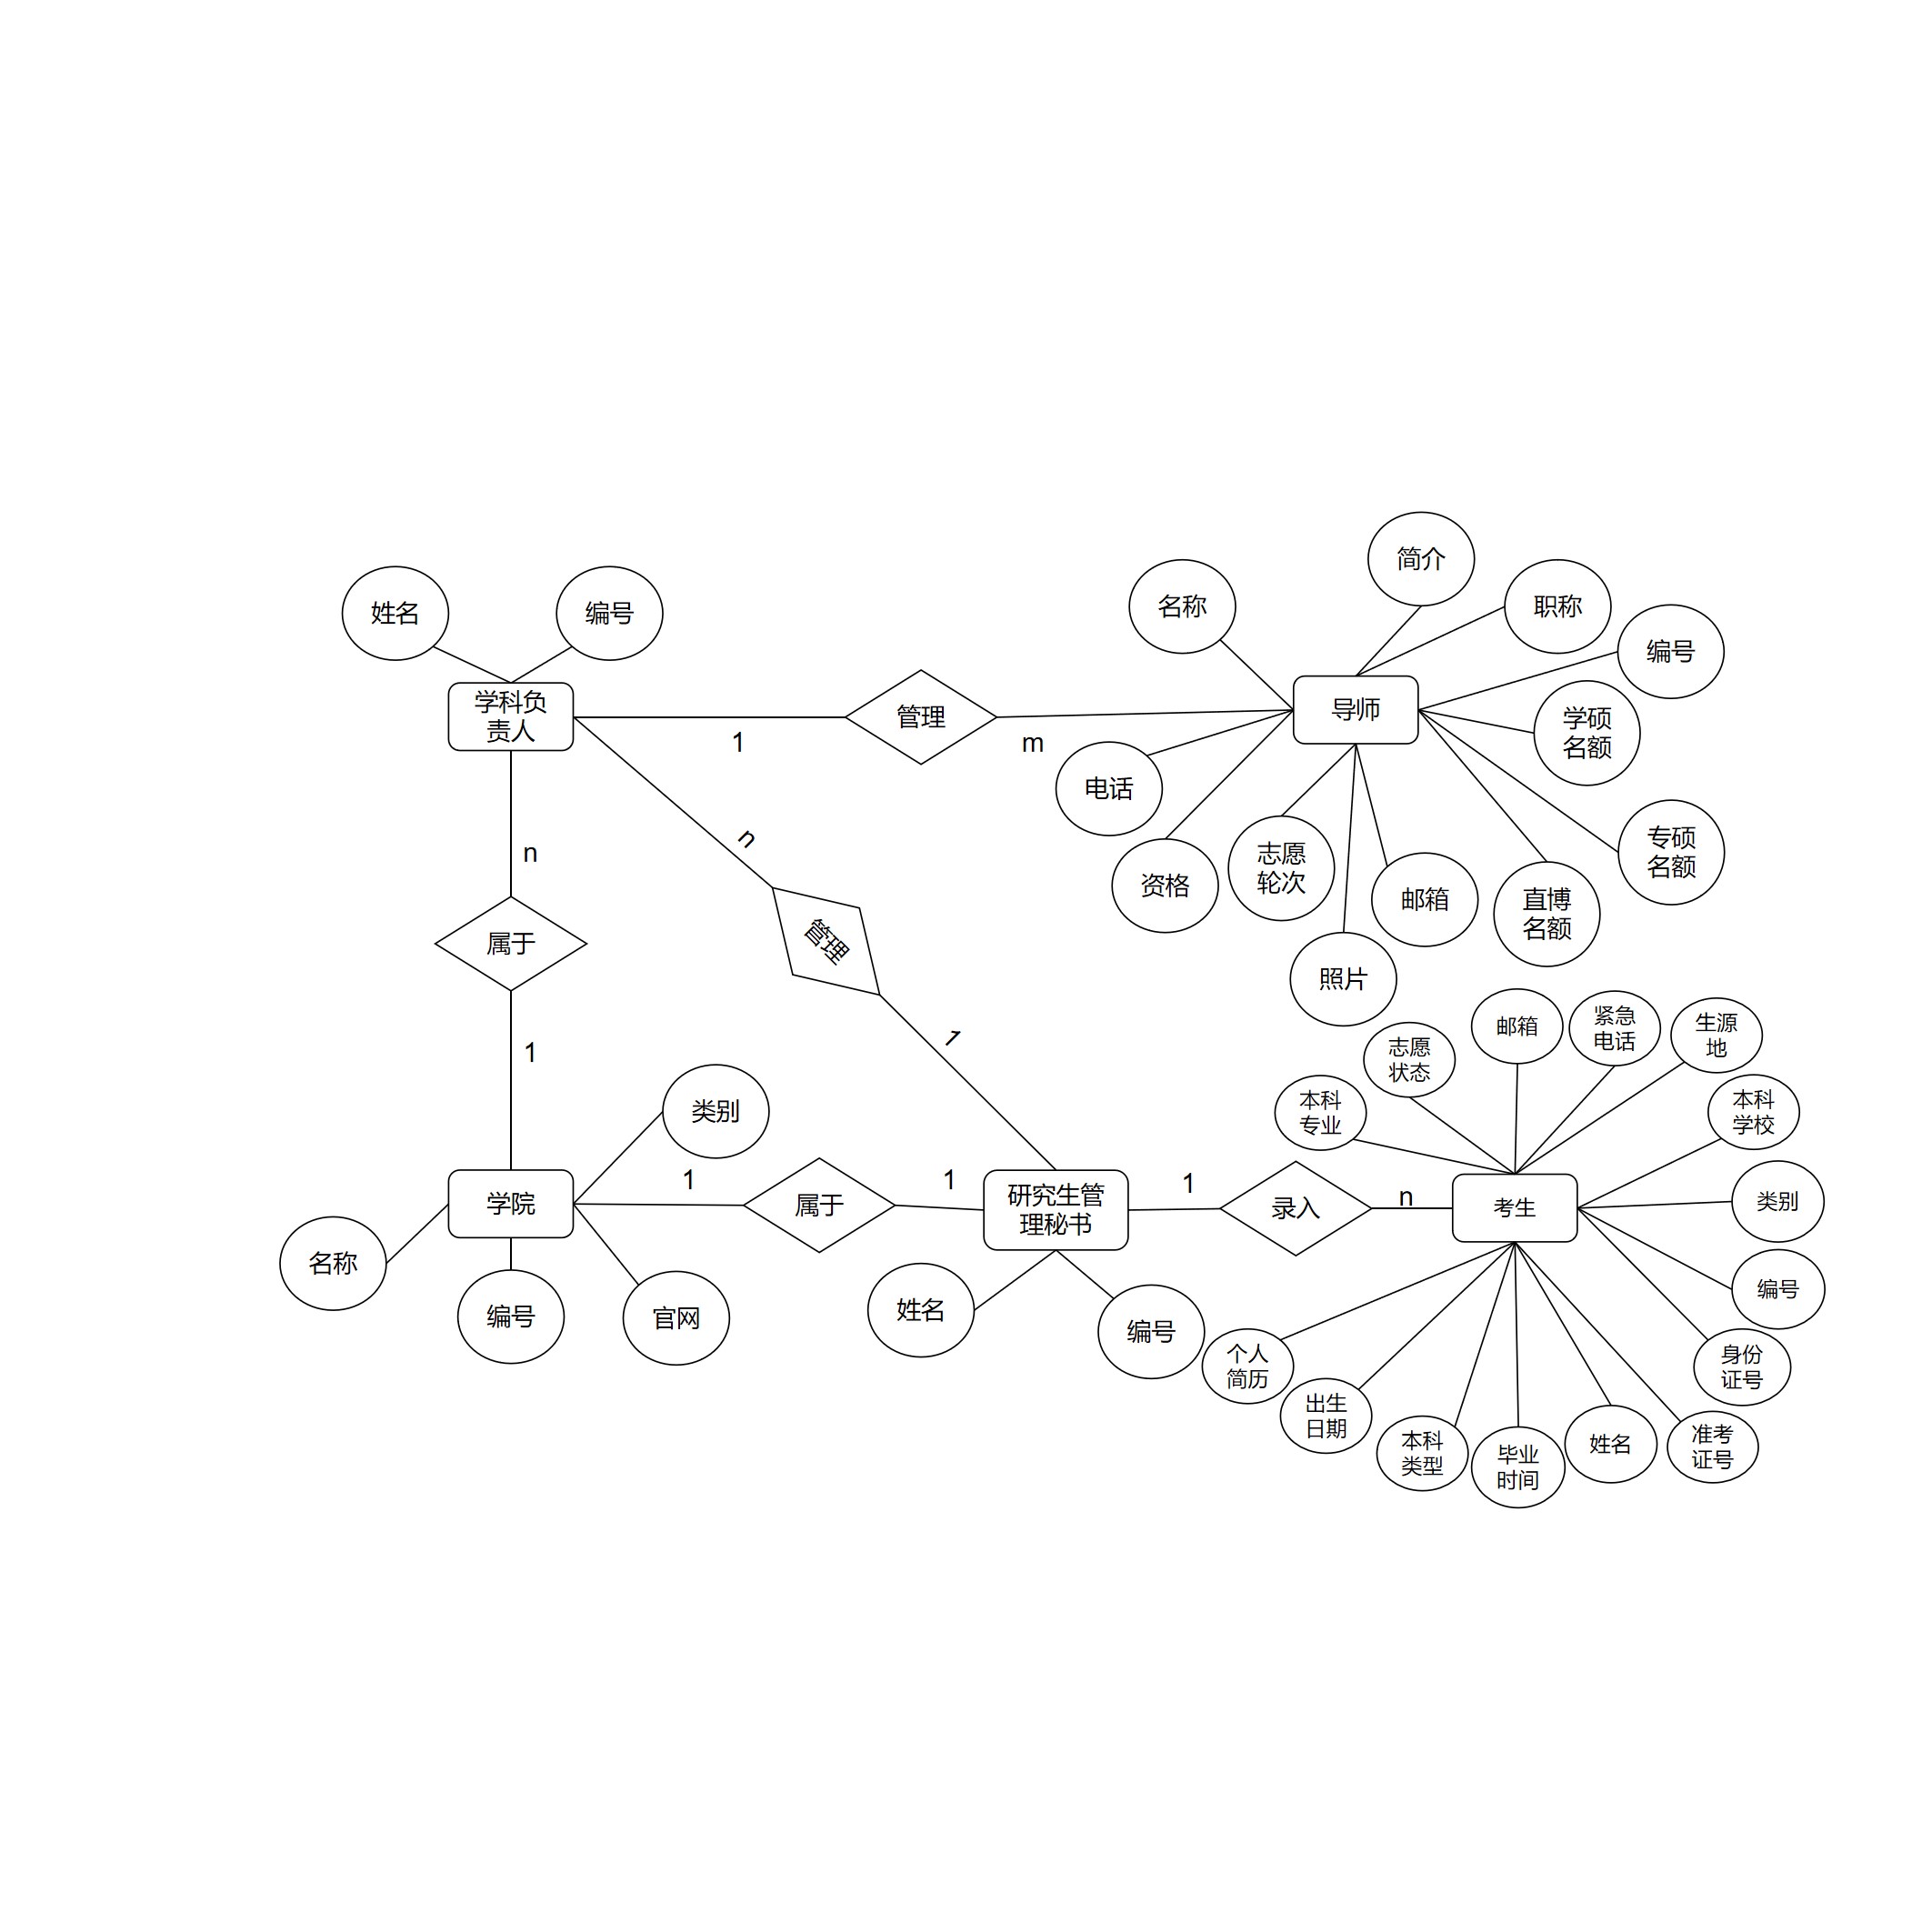 简介
名称
职称
姓名
编号
编号
学科负
责人
管理
导师
1
m
学硕
名额
电话
n
n
志愿
轮次
专硕
名额
资格
邮箱
直博
名额
属于
管理
照片
1
1
志愿
状态
邮箱
紧急
电话
生源
地
类别
本科
专业
本科
学校
1
1
1
n
学院
属于
研究生管
理秘书
录入
考生
类别
名称
编号
官网
姓名
编号
编号
个人
简历
身份
证号
出生
日期
本科
类型
毕业
时间
姓名
准考
证号